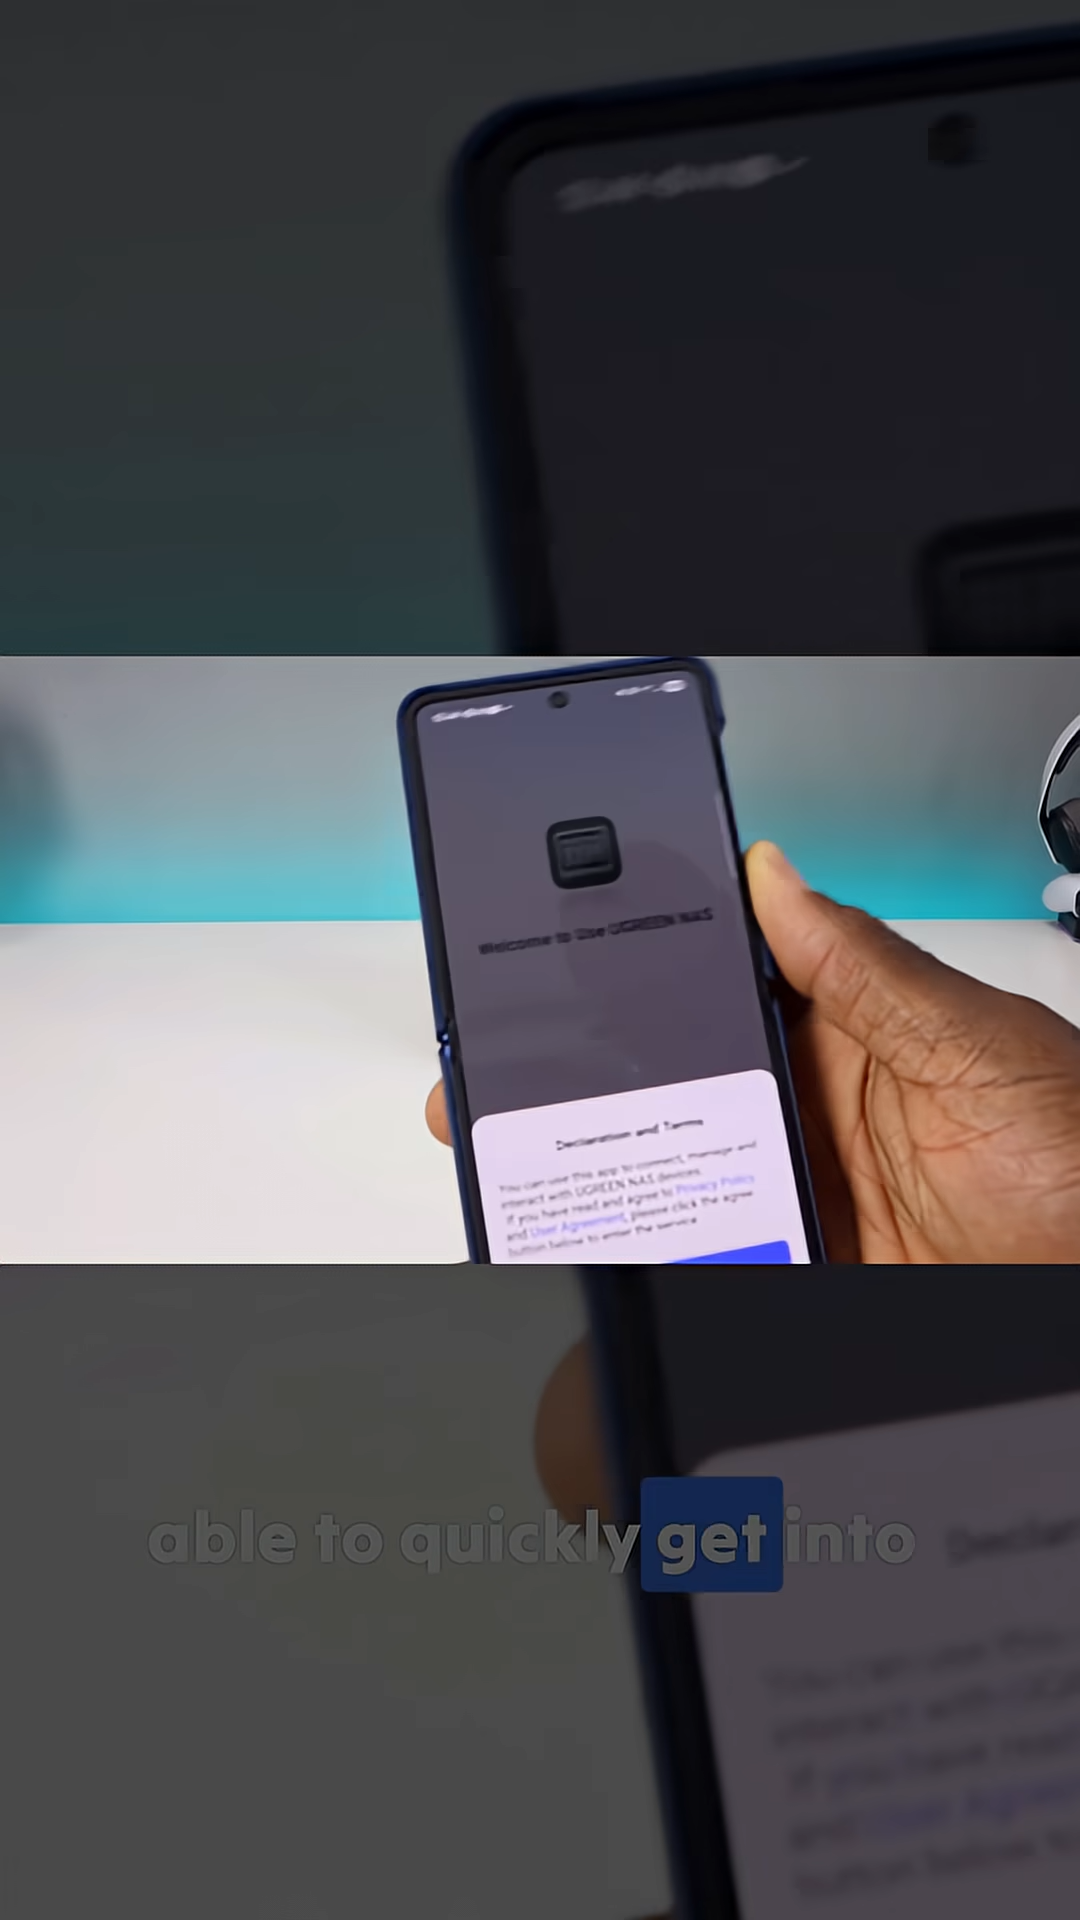 Welcome to Use UGREEN NAS
Declaration and Terms
You can use this app to connect, manage and
interact with UGREEN NAS devices.
If you have read and agree to Privacy Policy
and User Agreement, please click the agree
button below to enter the service
able to quickly get into